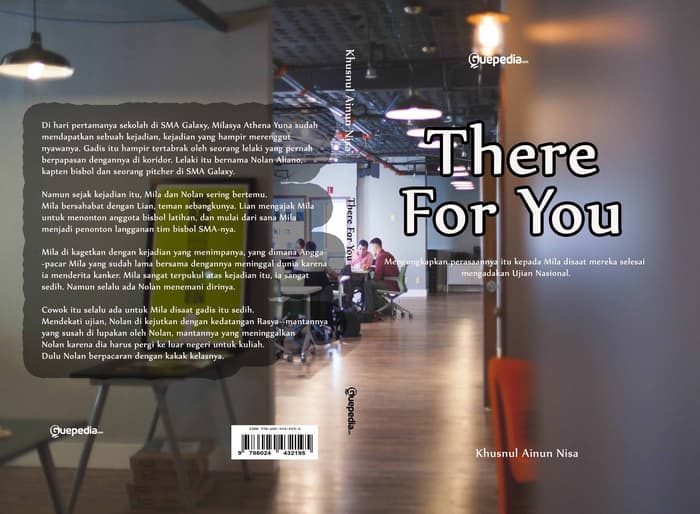 Di hari pertamanya sekolah di SMA Galaxy, Milasya Athena Yuna sudah
mendapatkan sebuah kejadian, kejadian yang hampir merenggut
nyawanya. Gadis itu hampir tertabrak oleh seorang lelaki yang pernah
berpapasan dengannya di koridor. Lelaki itu bernama Nolan Aliano,
kapten bisbol dan seorang pitcher di SMA Galaxy.
Namun sejak kejadian itu, Mila dan Nolan sering bertemu.
Mila bersahabat dengan Lian, teman sebangkunya. Lian mengajak Mila
untuk menonton anggota bisbol latihan, dan mulai dari sana Mila
menjadi penonton langganan tim bisbol SMA-nya.
Mila di kagetkan dengan kejadian yang menimpanya, yang dimana Angga-
-pacar Mila yang sudah lama bersama dengannya meninggal dunia karena
ia menderita kanker. Mila sangat terpukul atas kejadian itu, ia sangat
sedih. Namun selalu ada Nolan menemani dirinya.
Cowok itu selalu ada untuk Mila disaat gadis itu sedih.
Mendekati ujian, Nolan di kejutkan dengan kedatangan Rasya--mantannya
yang susah di lupakan oleh Nolan, mantannya yang meninggalkan
Nolan karena dia harus pergi ke luar negeri untuk kuliah.
Dulu Nolan berpacaran dengan kakak kelasnya.
Guepedia
9 786024 432195
Khusnul Ainun Nisa
There For You
Guepedia
Guepedia
There
For You
Mengungkapkan perasaannya itu kepada Mila disaat mereka selesai
mengadakan Ujian Nasional.
Khusnul Ainun Nisa